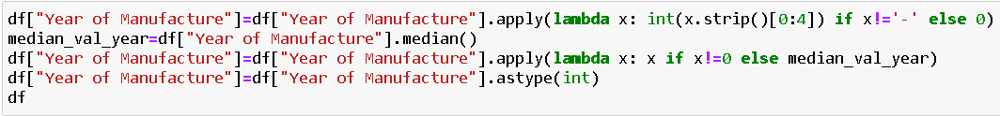 df["Year of Manufacture"]=df["Year of Manufacture"].apply(lambda x: int(x.strip()[0:4]) if x!='-' else 0)
median_val_year=df["Year of Manufacture"].median()
df["Year of Manufacture"]=df["Year of Manufacture"].apply(lambda x: x if x!=0 else median_val_year)
df["Year of Manufacture"]=df["Year of Manufacture"].astype(int)
df